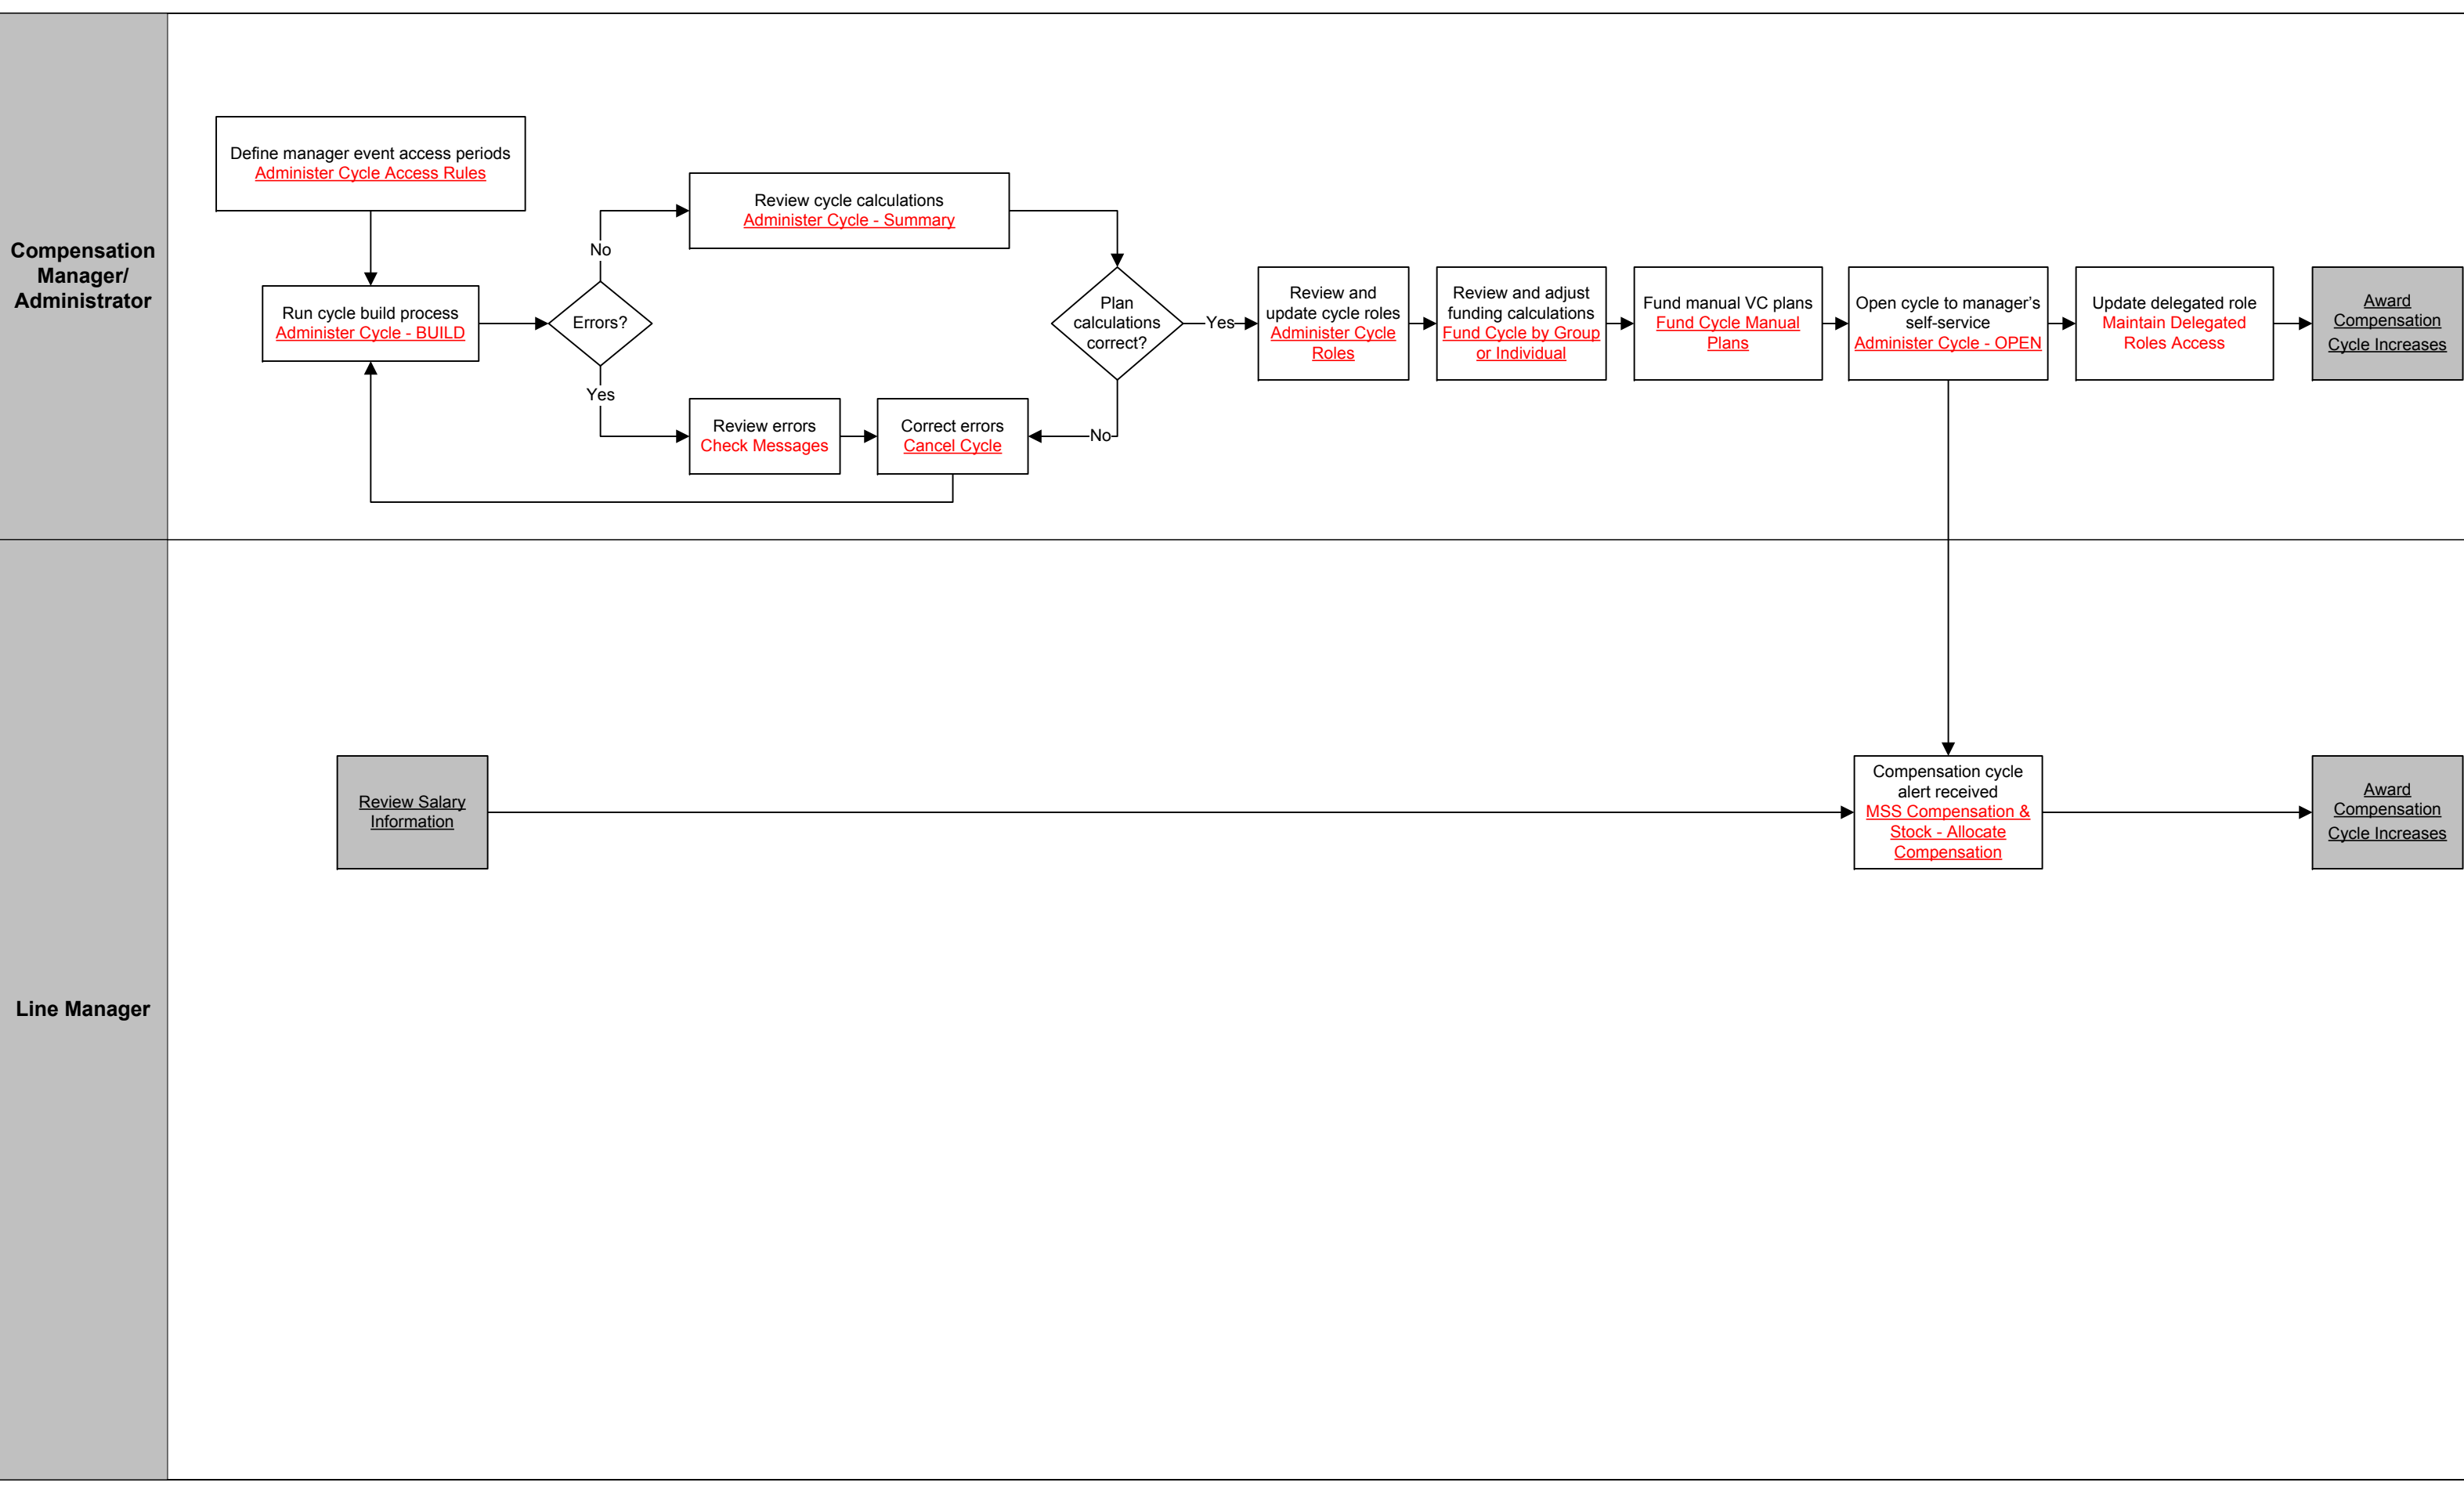 Compensation
Manager/
Administrator
Define manager event access periods
Administer Cycle Access Rules
Run cycle build process
Administer Cycle - BUILD
Errors?
No
Yes
Review cycle calculations
Administer Cycle - Summary
Review errors
Check Messages
Correct errors
Cancel Cycle
Plan
calculations
correct?
No
Yes
Review and
update cycle roles
Administer Cycle
Roles
Review and adjust
funding calculations
Fund Cycle by Group
or Individual
Fund manual VC plans
Fund Cycle Manual
Plans
Open cycle to manager’s
self-service
Administer Cycle - OPEN
Update delegated role
Maintain Delegated
Roles Access
Award
Compensation
Cycle Increases
Line Manager
Review Salary
Information
Compensation cycle
alert received
MSS Compensation &
Stock - Allocate
Compensation
Award
Compensation
Cycle Increases